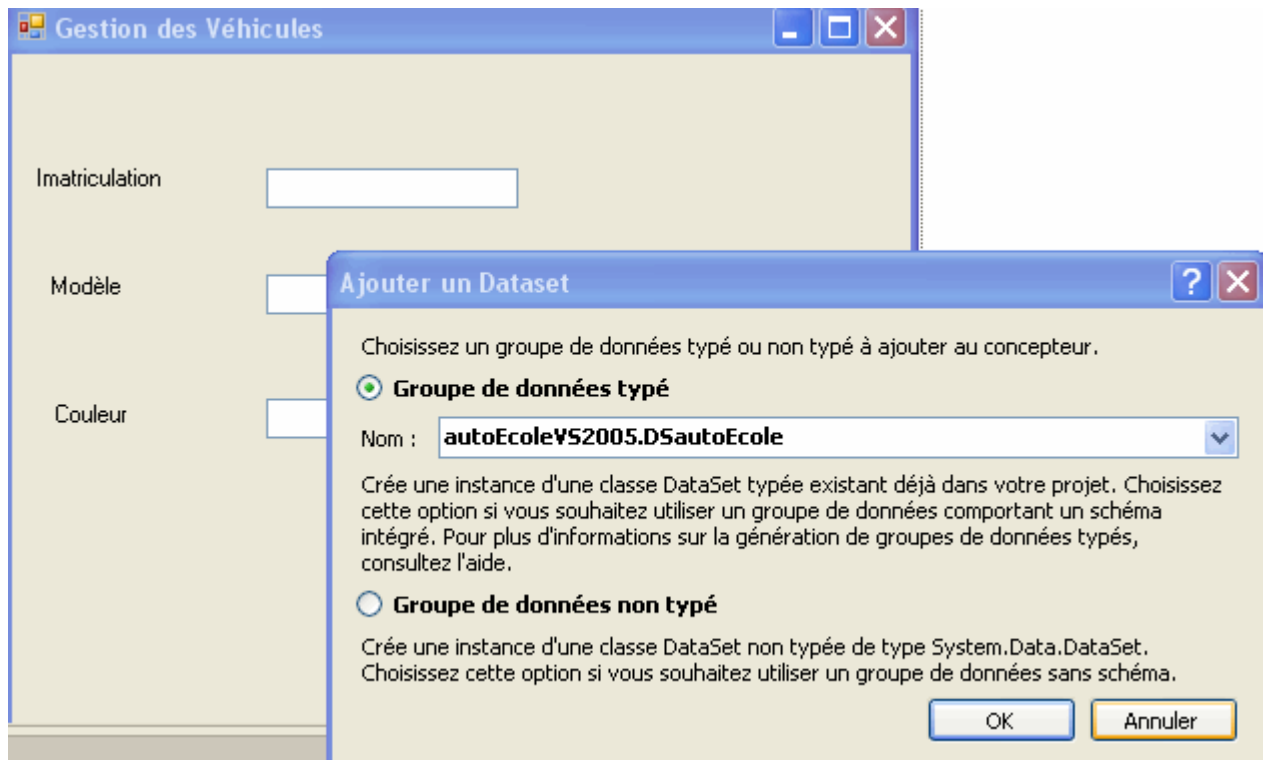 Gestion des Véhicules
Imatriculation
Modèle
Couleur
Ajouter un Dataset
Choisissez un groupe de données typé ou non typé à ajouter au concepteur.
Groupe de données typé
Nom : autoEcoleVS2005.DSautoEcole
Crée une instance d'une classe DataSet typée existant déjà dans votre projet. Choisissez
cette option si vous souhaitez utiliser un groupe de données comportant un schéma
intégré. Pour plus d'informations sur la génération de groupes de données typés,
consultez l'aide.
Groupe de données non typé
Crée une instance d'une classe DataSet non typée de type System.Data.DataSet.
Choisissez cette option si vous souhaitez utiliser un groupe de données sans schéma.
OK Annuler